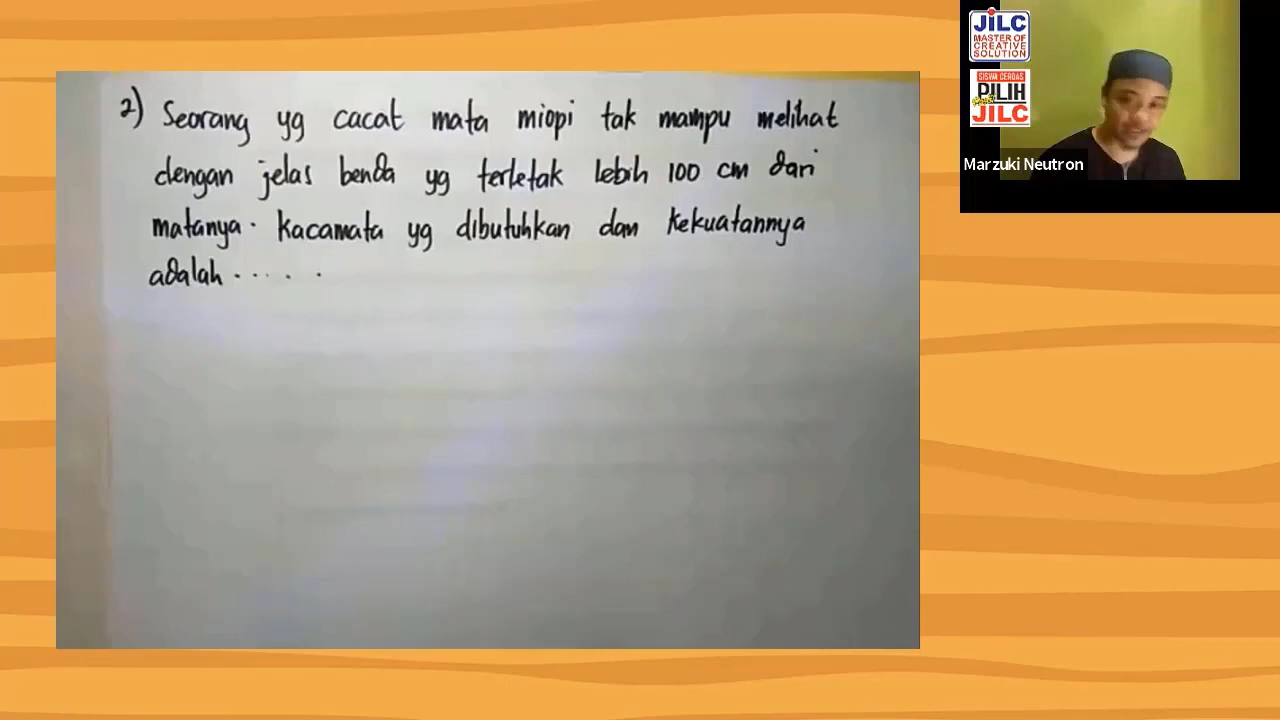 2) Seorang yg cacat mata miopi tak mampu melihat
dengan jelas benda yg terletak lebih 100 cm dari
matanya. Kacamata yg dibutuhkan dan kekuatannya
adalah .....
JILC
MASTER OF
CREATIVE
SOLUTION
SISWA CERDAS
PILIH
JILC
Marzuki Neutron